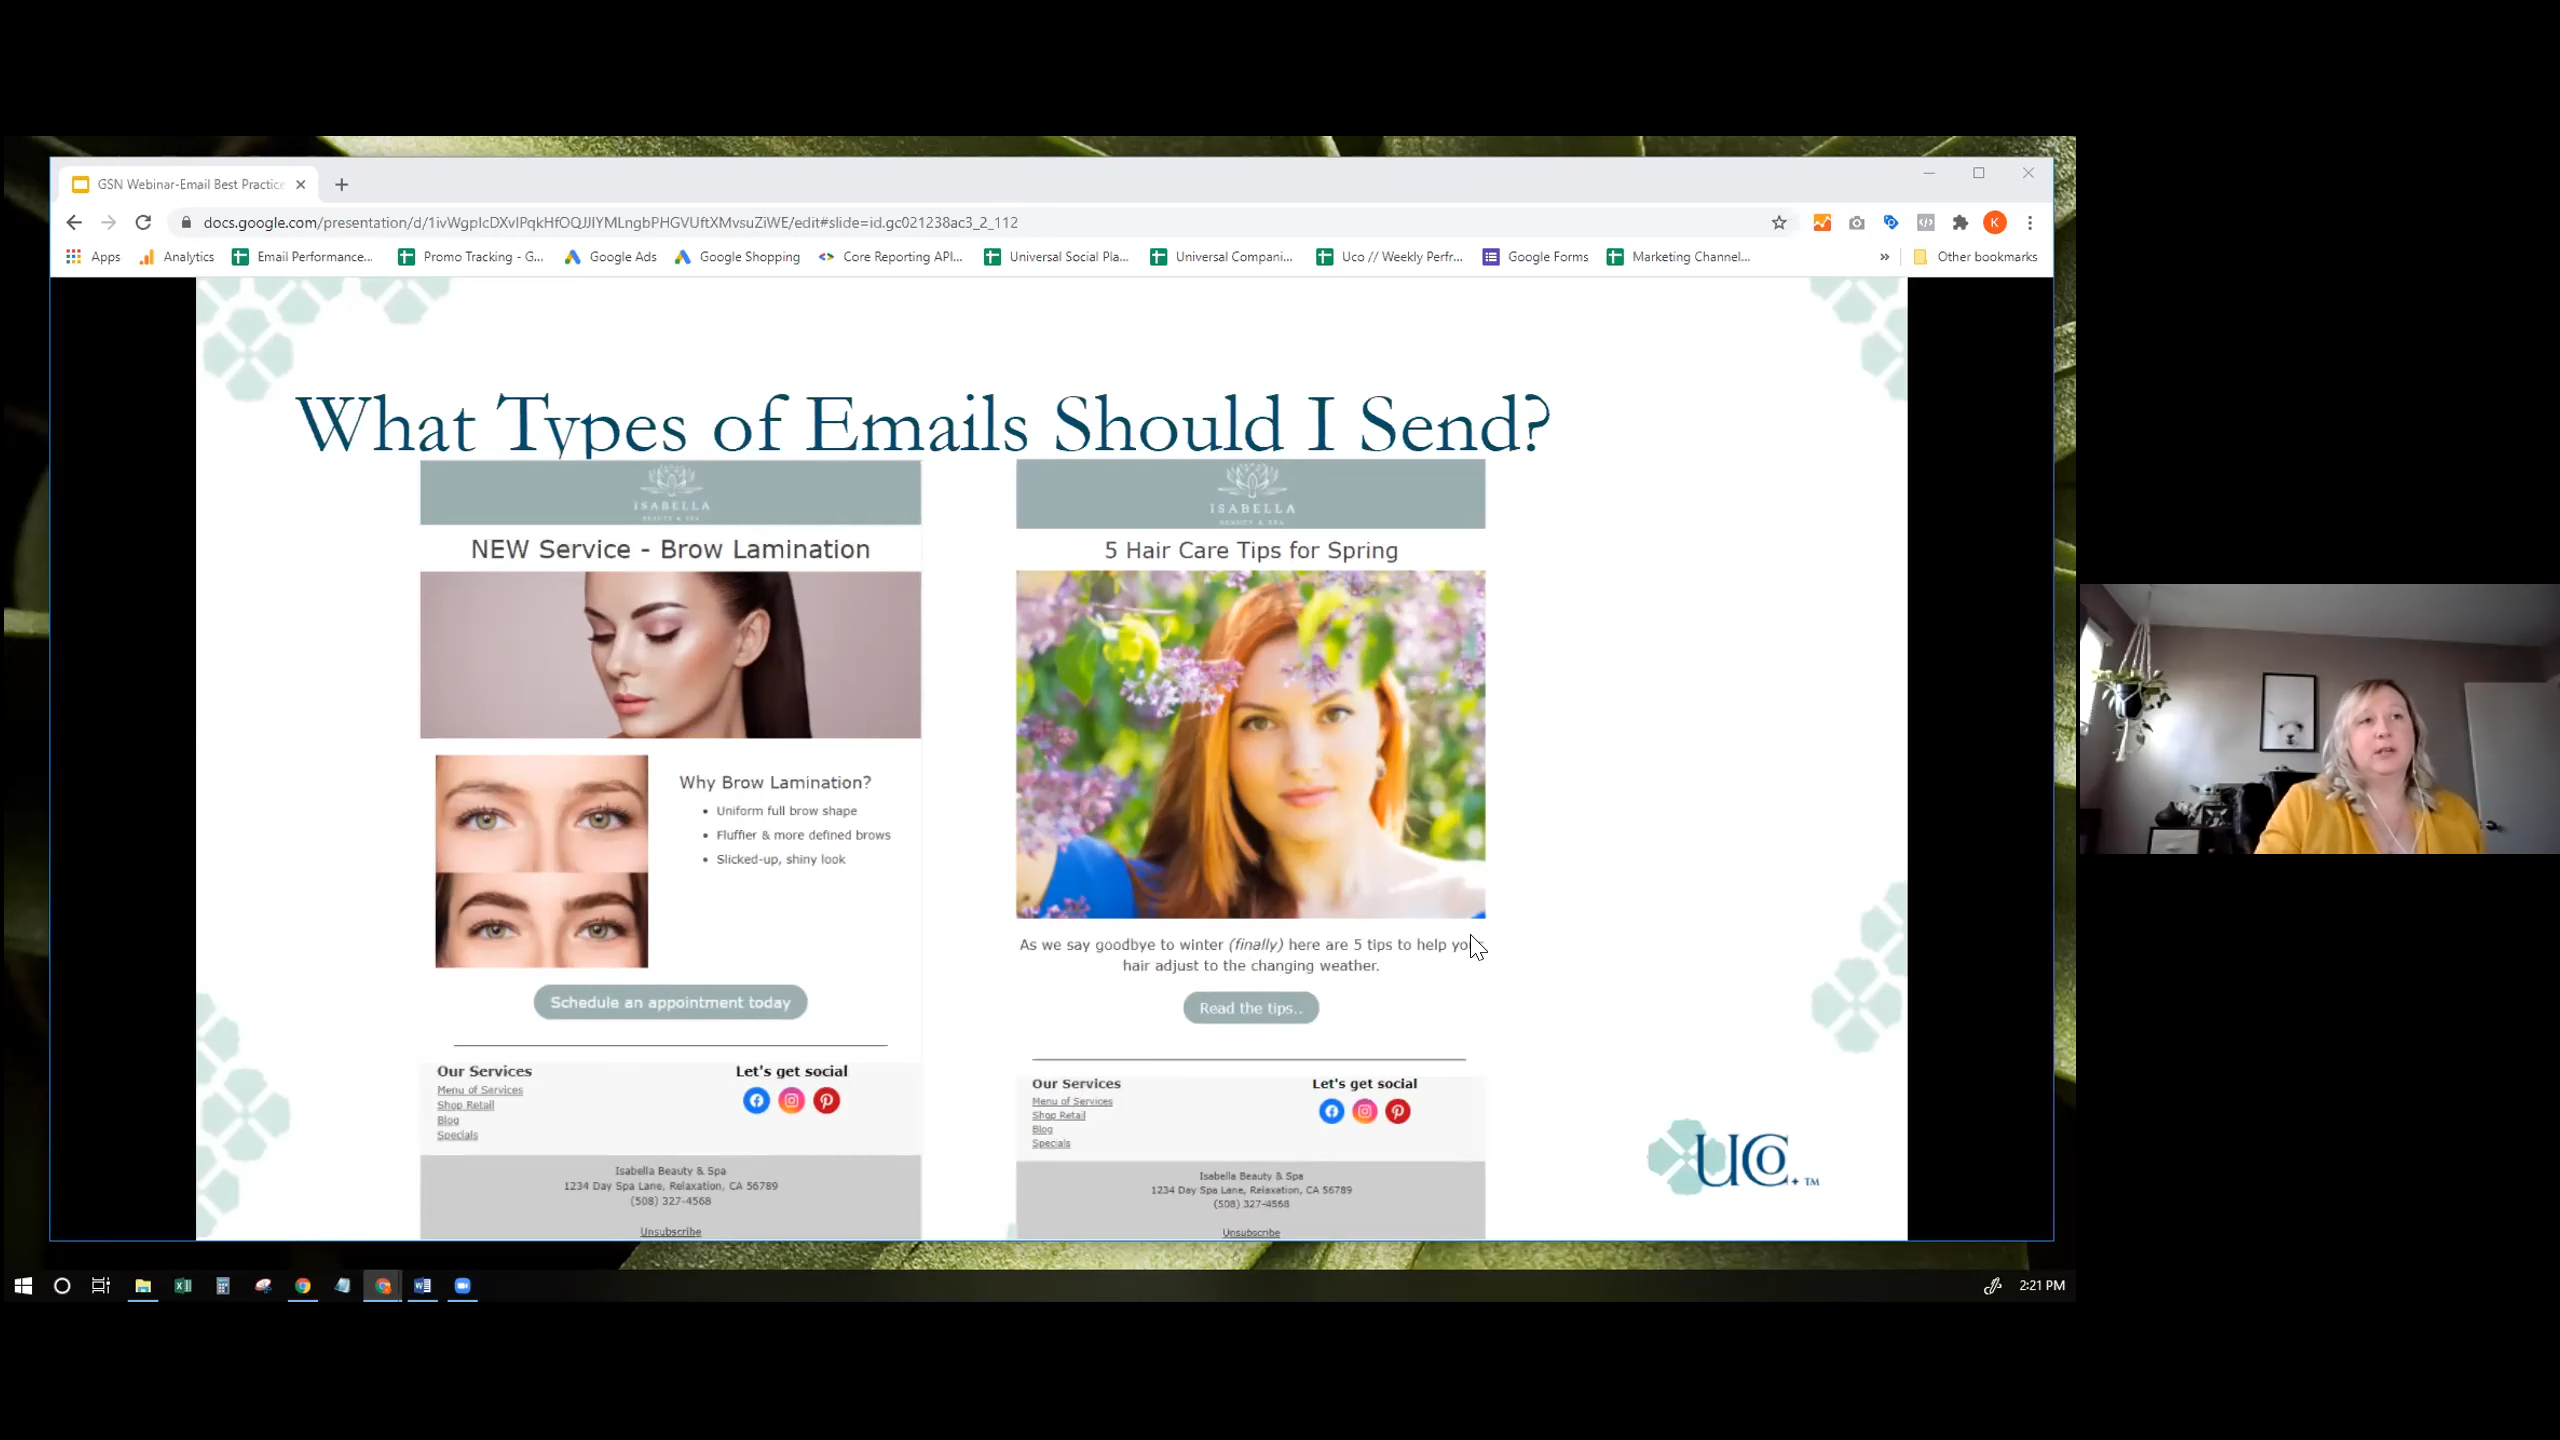 GSN Webinar-Email Best Practice
docs.google.com/presentation/d/1ivWgpIcDXvIPqkHfOQJJIYMLngbPHGVUftXMvsuZiWE/edit#slide=id.gc021238ac3_2_112
K
Apps Analytics Email Performance... Promo Tracking - G... Google Ads Google Shopping Core Reporting API... Universal Social Pla... Universal Compani... Uco // Weekly Perfr... Google Forms Marketing Channel... » Other bookmarks
What Types of Emails Should I Send?
ISABELLA
BEAUTY & SPA
NEW Service - Brow Lamination
Why Brow Lamination?
• Uniform full brow shape
• Fluffier & more defined brows
• Slicked-up, shiny look
Schedule an appointment today
Our Services
Menu of Services
Shop Retail
Blog
Specials
Let's get social
Isabella Beauty & Spa
1234 Day Spa Lane, Relaxation, CA 56789
(508) 327-4568
Unsubscribe
ISABELLA
BEAUTY & SPA
5 Hair Care Tips for Spring
As we say goodbye to winter (finally) here are 5 tips to help your
hair adjust to the changing weather.
Read the tips..
Our Services
Menu of Services
Shop Retail
Blog
Specials
Let's get social
Isabella Beauty & Spa
1234 Day Spa Lane, Relaxation, CA 56789
(508) 327-4568
Unsubscribe
UCo.™
2:21 PM